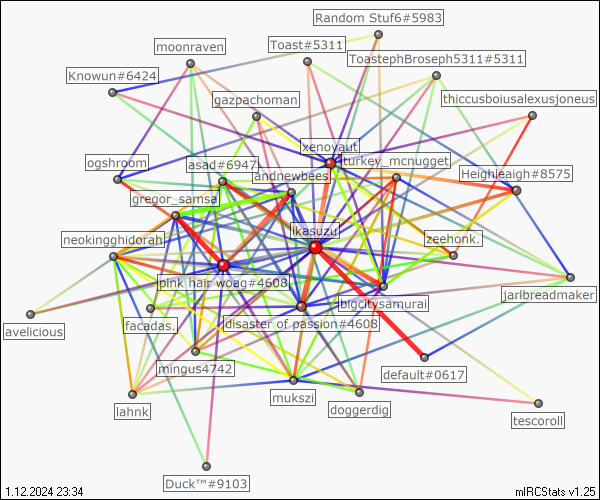 Random Stuf6#5983
moonraven
Toast#5311
ToastephBroseph5311#5311
Knowun#6424
gazpachoman
thiccusboiusalexusjoneus
xenovaut
ogshroom
asad#6947
turkey_mcnugget
andnewbees
Heighleaigh#8575
gregor_samsa
ikasuzu
neokingghidorah
zeehonk.
pink hair woag#4608
biggitysamurai
jarlbreadmaker
avelicious
facadas.
disaster of passion#4608
mingus4742
default#0617
lahnk
mukszi
doggerdig
tescoroll
Duck™#9103
1.12.2024 23:34
mIRCStats v1.25